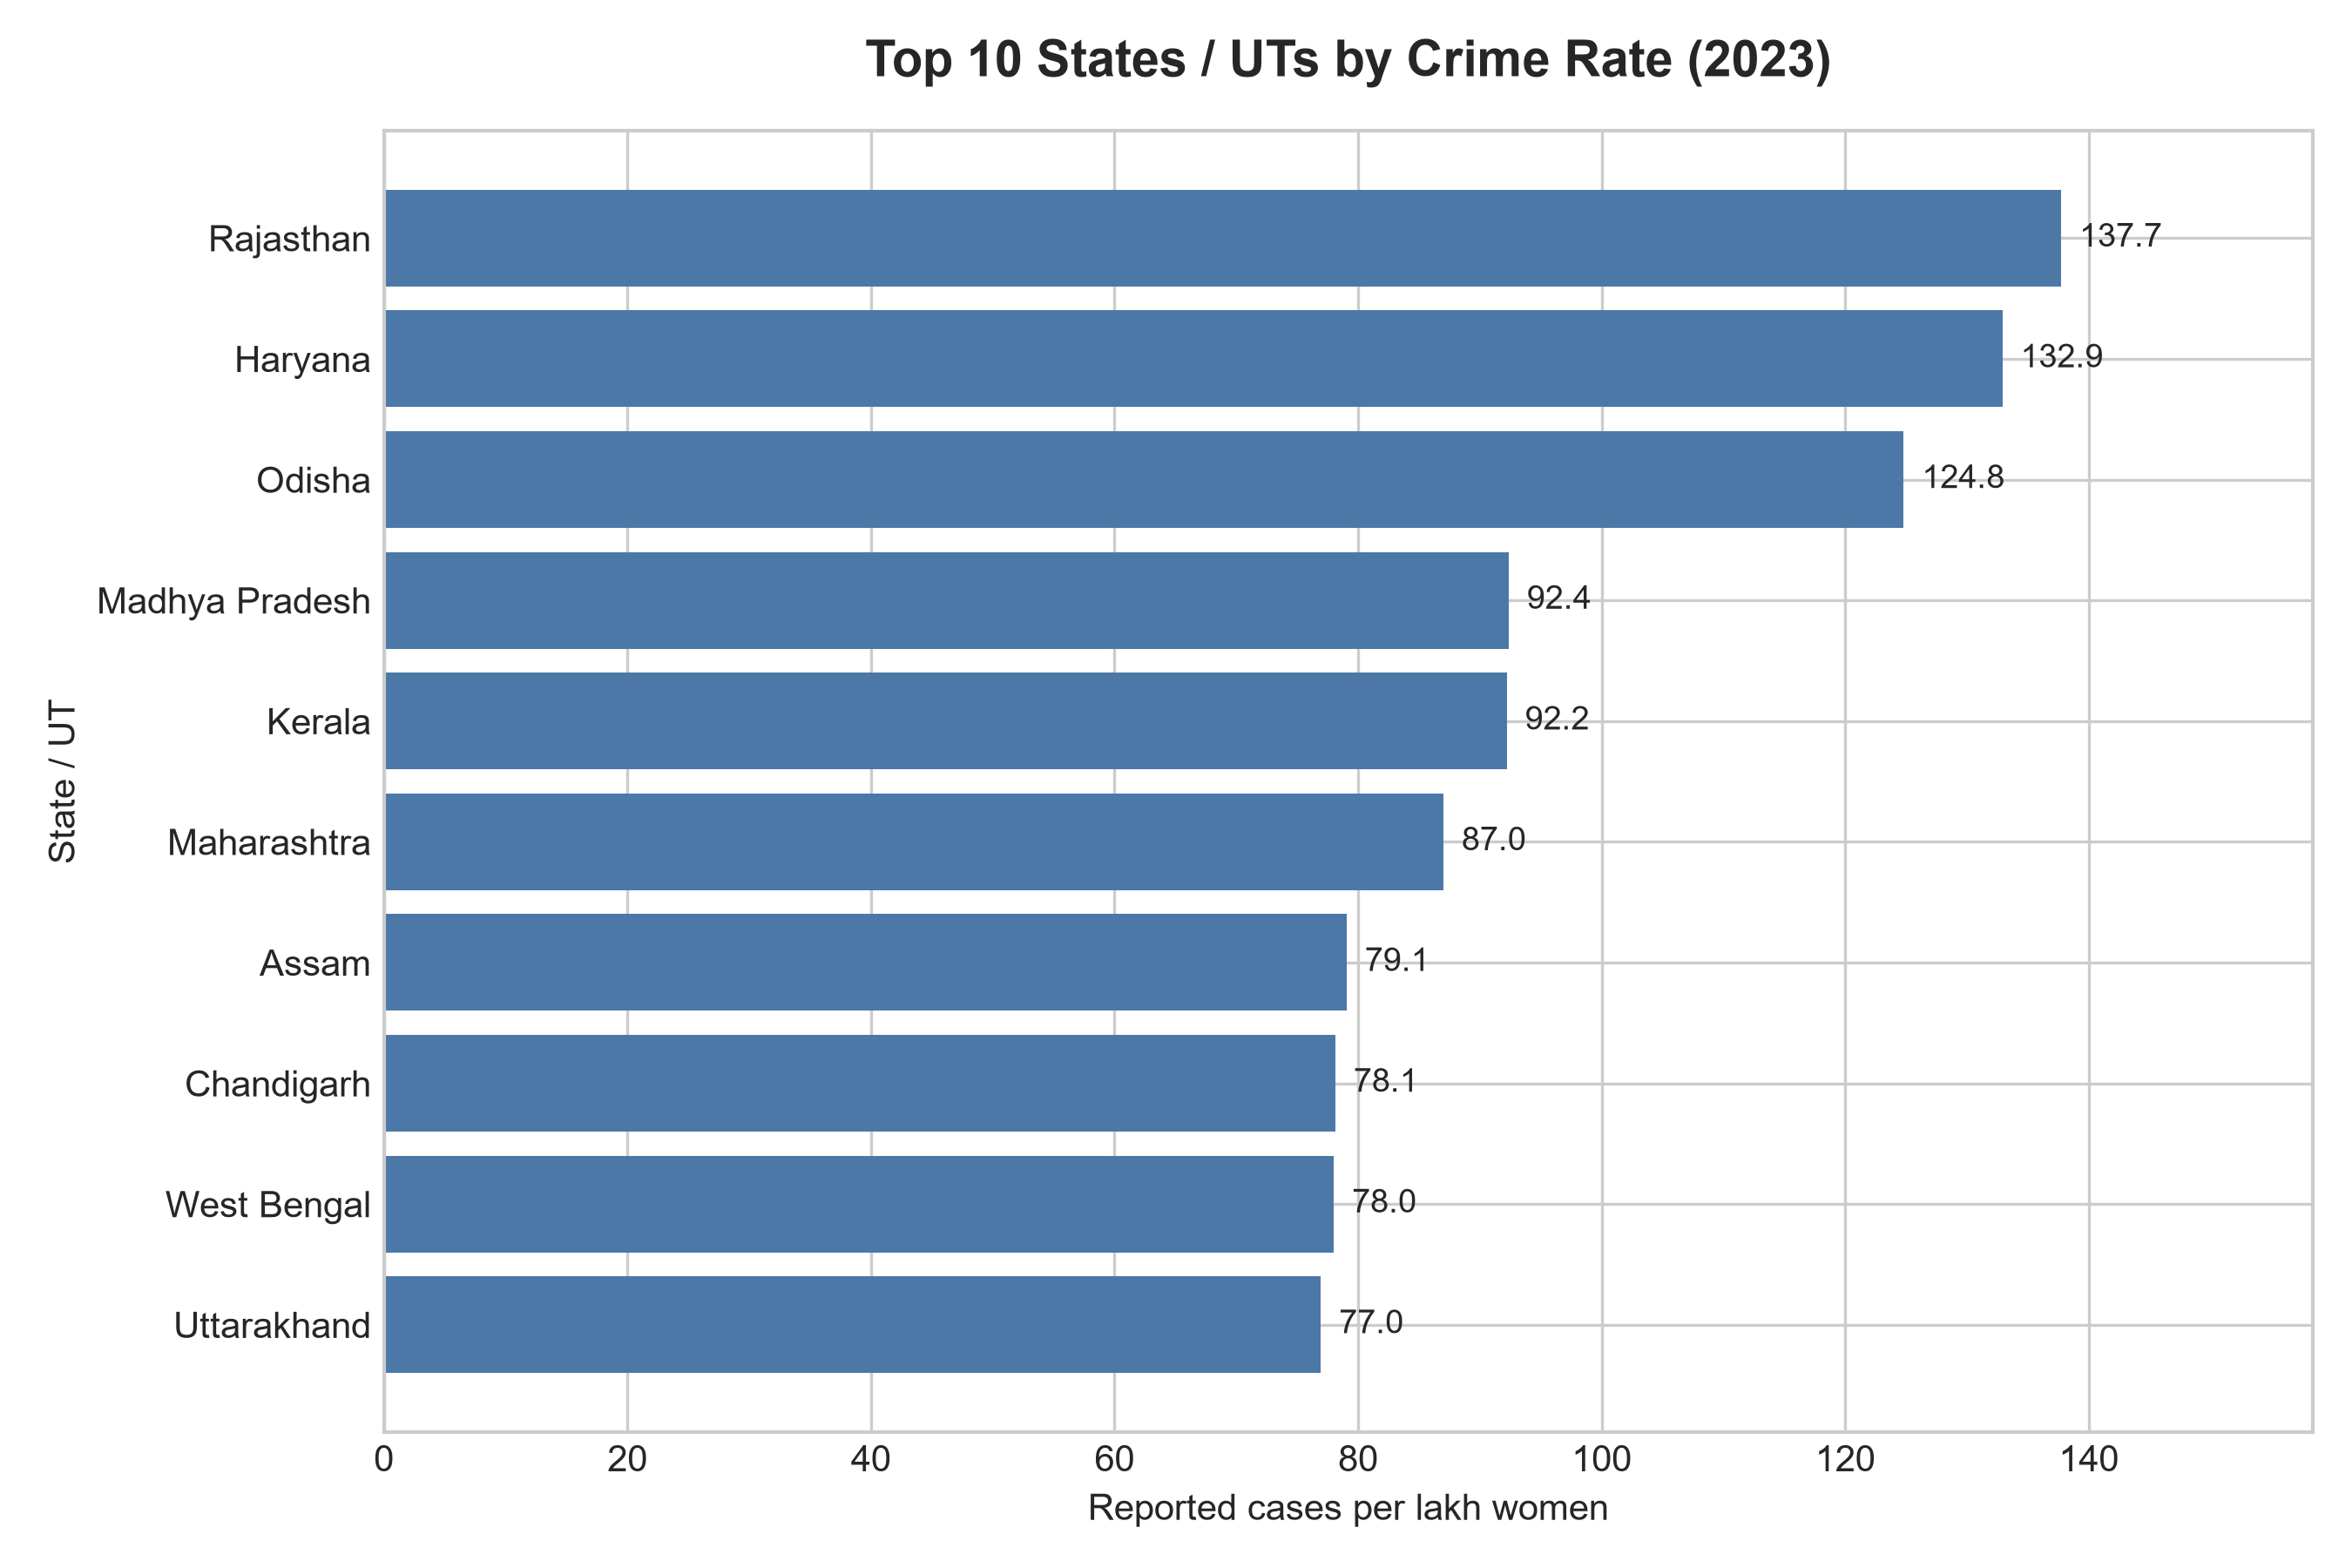 Top 10 States / UTs by Crime Rate (2023)
State / UT
Rajasthan 137.7
Haryana 132.9
Odisha 124.8
Madhya Pradesh 92.4
Kerala 92.2
Maharashtra 87.0
Assam 79.1
Chandigarh 78.1
West Bengal 78.0
Uttarakhand 77.0
0 20 40 60 80 100 120 140
Reported cases per lakh women